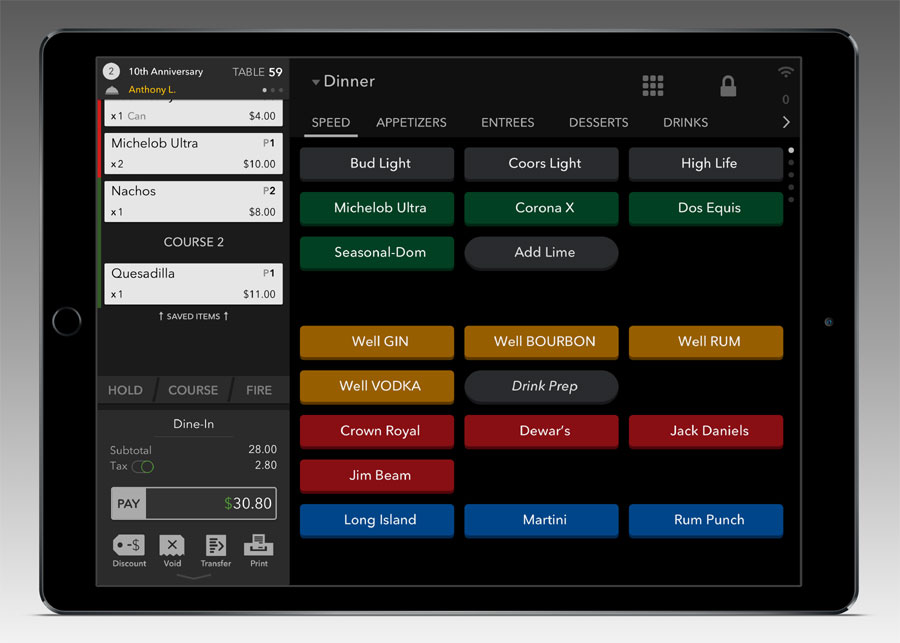 2 10th Anniversary TABLE 59
Anthony L.
x1 Can $4.00
Michelob Ultra P1
x2 $10.00
Nachos P2
x1 $8.00
COURSE 2
Quesadilla P1
x1 $11.00
↑ SAVED ITEMS ↑
HOLD COURSE FIRE
Dine-In
Subtotal 28.00
Tax 2.80
PAY $30.80
-$
Discount Void Transfer Print
Dinner
0
SPEED APPETIZERS ENTREES DESSERTS DRINKS
Bud Light Coors Light High Life
Michelob Ultra Corona X Dos Equis
Seasonal-Dom Add Lime
Well GIN Well BOURBON Well RUM
Well VODKA Drink Prep
Crown Royal Dewar's Jack Daniels
Jim Beam
Long Island Martini Rum Punch